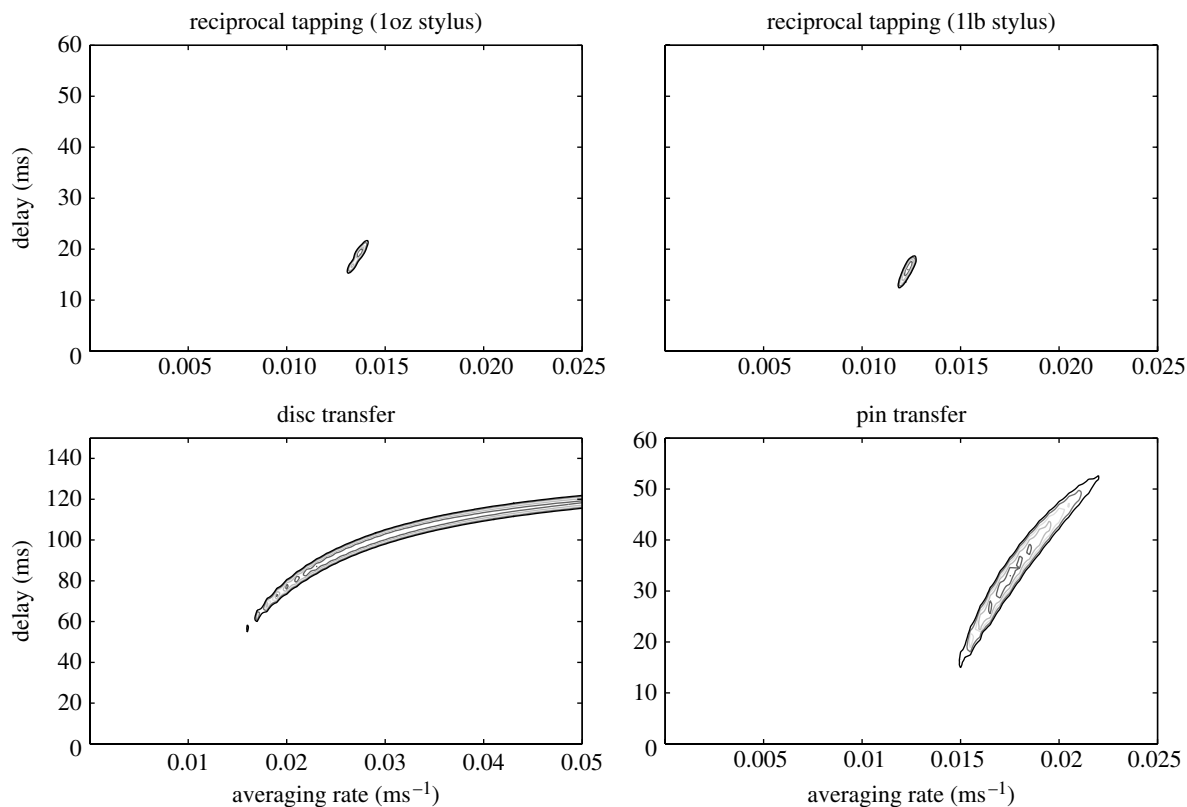 reciprocal tapping (1oz stylus)
reciprocal tapping (1lb stylus)
60
50
40
30
20
10
0
delay (ms)
0.005 0.010 0.015 0.020 0.025
0.005 0.010 0.015 0.020 0.025
disc transfer
pin transfer
140
120
100
80
60
40
20
0
delay (ms)
0.01 0.02 0.03 0.04 0.05
averaging rate (ms⁻¹)
60
50
40
30
20
10
0
0.005 0.010 0.015 0.020 0.025
averaging rate (ms⁻¹)